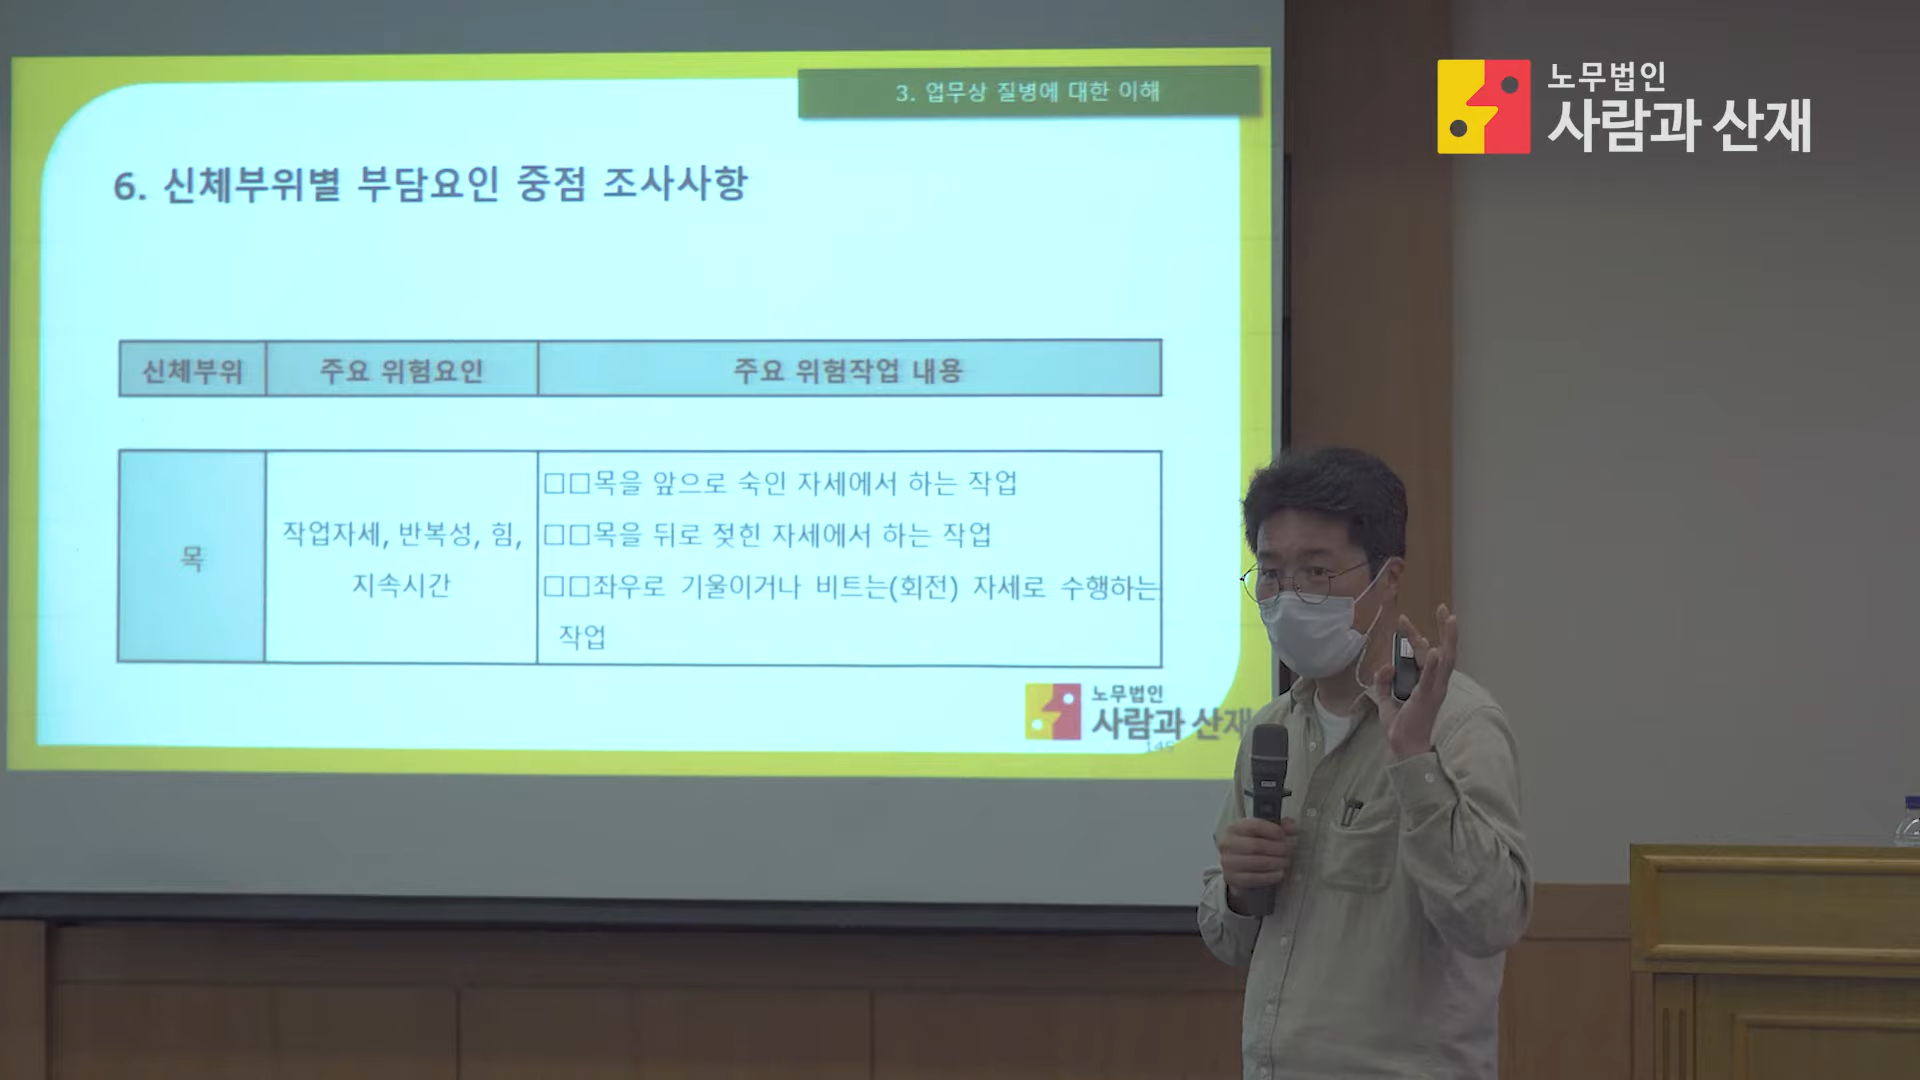 3. 업무상 질병에 대한 이해
노무법인
사람과 산재
6. 신체부위별 부담요인 중점 조사사항
신체부위 주요 위험요인 주요 위험작업 내용
목
작업자세, 반복성, 힘,
지속시간
□□목을 앞으로 숙인 자세에서 하는 작업
□□목을 뒤로 젖힌 자세에서 하는 작업
□□좌우로 기울이거나 비트는(회전) 자세로 수행하는
작업
노무법인
사람과 산재